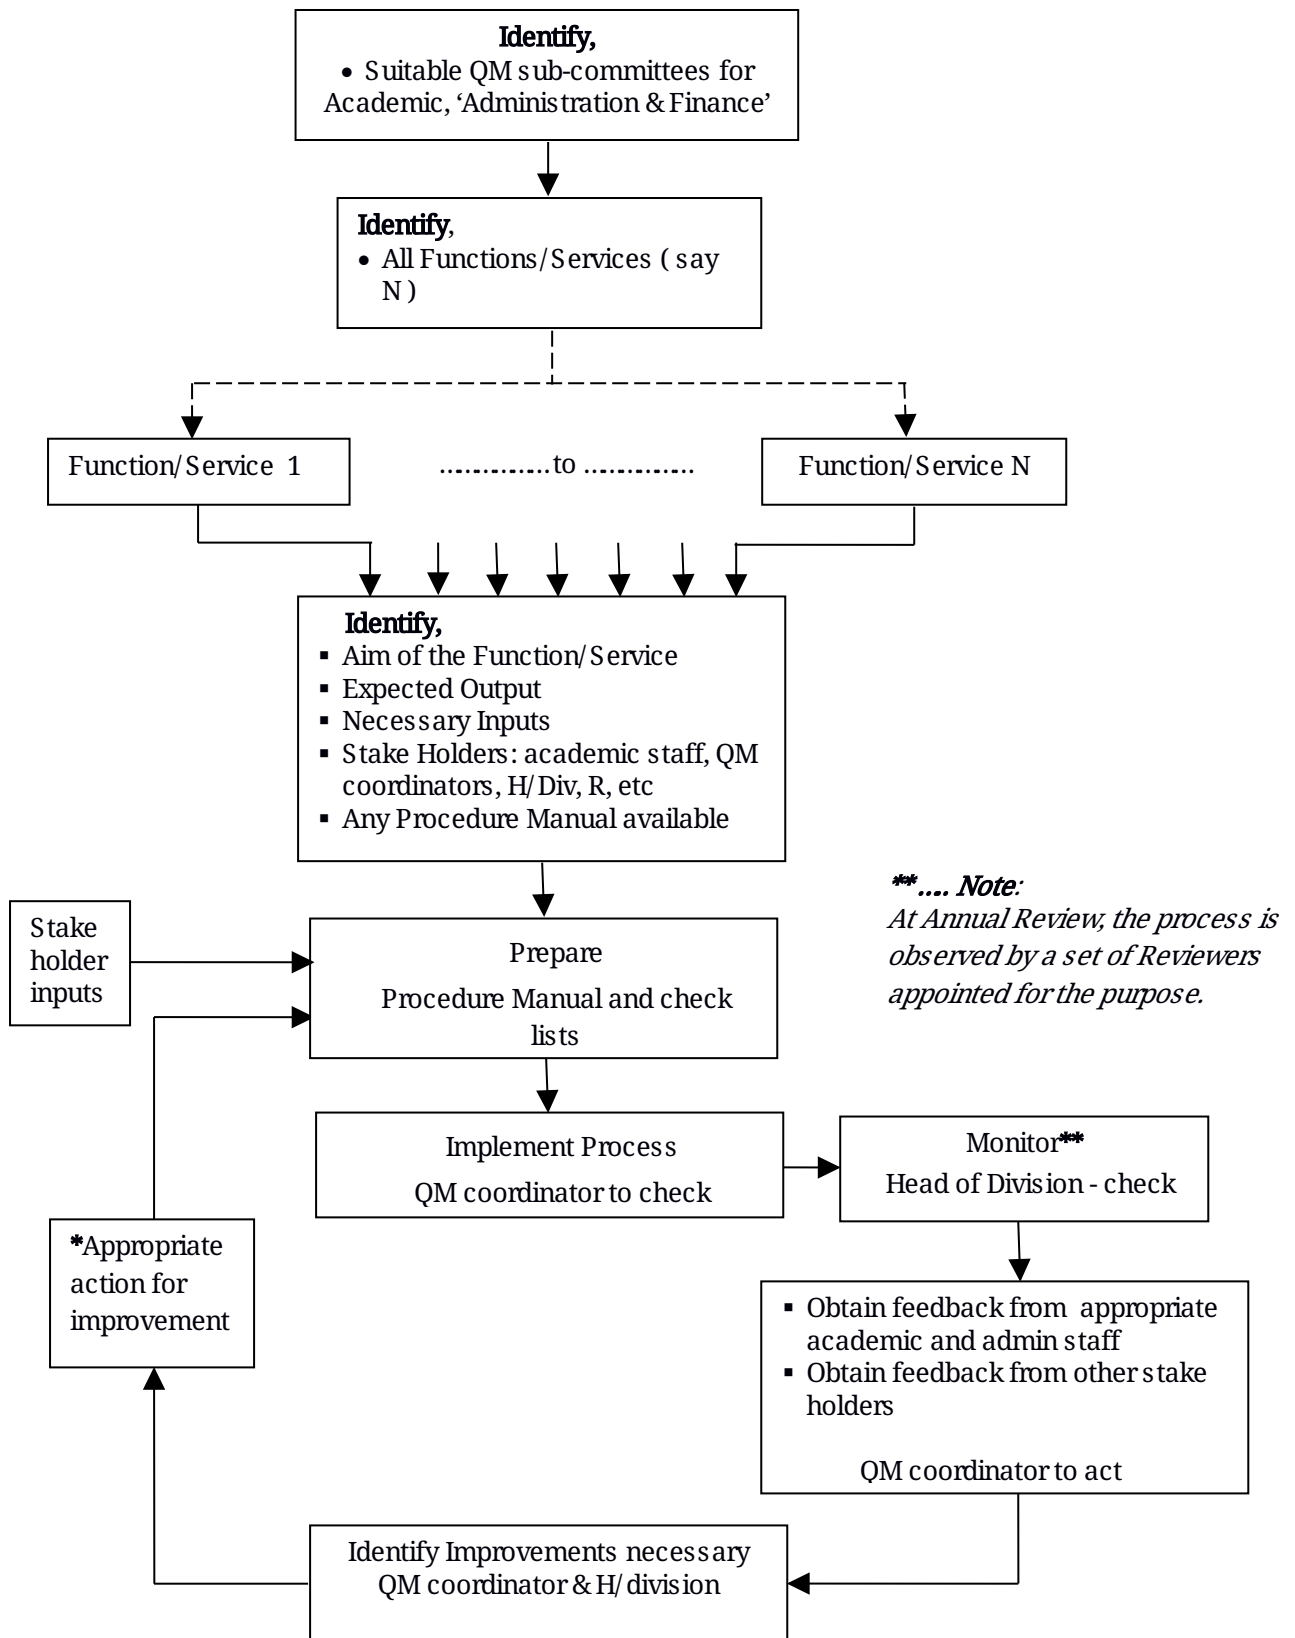 Identify,
• Suitable QM sub-committees for
Academic, ‘Administration & Finance’
Identify,
• All Functions/Services ( say
N )
Function/Service 1
................to ................
Function/Service N
Identify,
▪ Aim of the Function/Service
▪ Expected Output
▪ Necessary Inputs
▪ Stake Holders: academic staff, QM
coordinators, H/Div, R, etc
▪ Any Procedure Manual available
**.... Note:
At Annual Review, the process is
observed by a set of Reviewers
appointed for the purpose.
Stake
holder
inputs
Prepare
Procedure Manual and check
lists
Implement Process
QM coordinator to check
Monitor**
Head of Division - check
*Appropriate
action for
improvement
▪ Obtain feedback from appropriate
academic and admin staff
▪ Obtain feedback from other stake
holders
QM coordinator to act
Identify Improvements necessary
QM coordinator & H/division